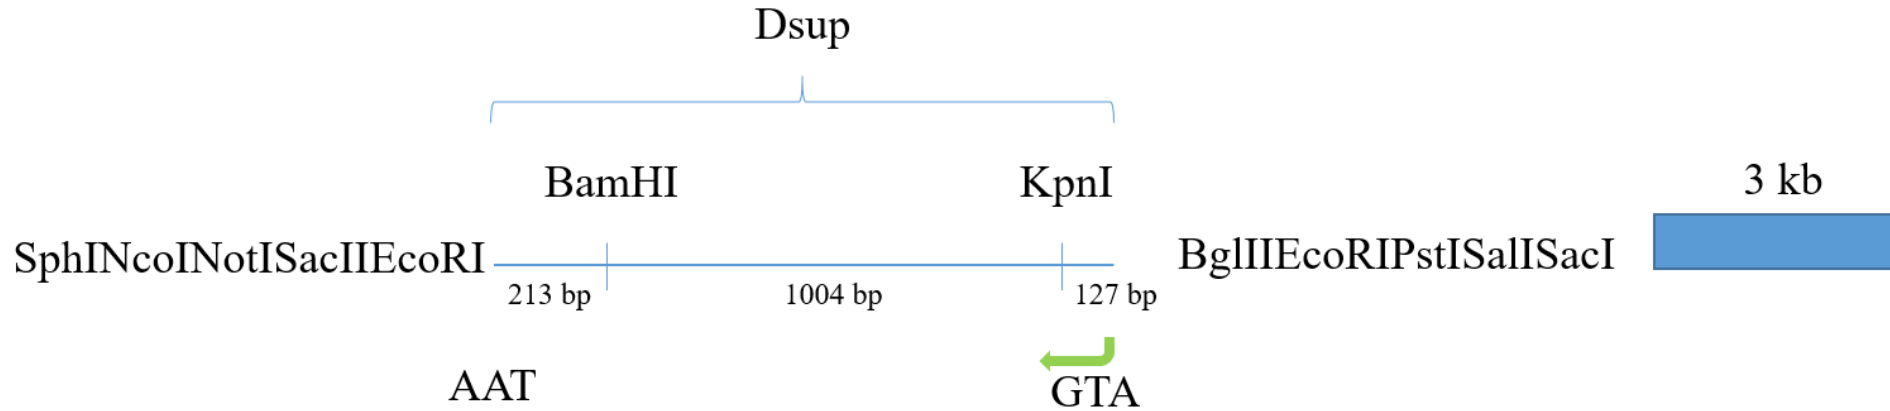 Dsup
BamHI KpnI 3 kb
SphINcoINotISacIIEcoRI BglIIEcoRIPstISalISacI
213 bp 1004 bp 127 bp
AAT GTA